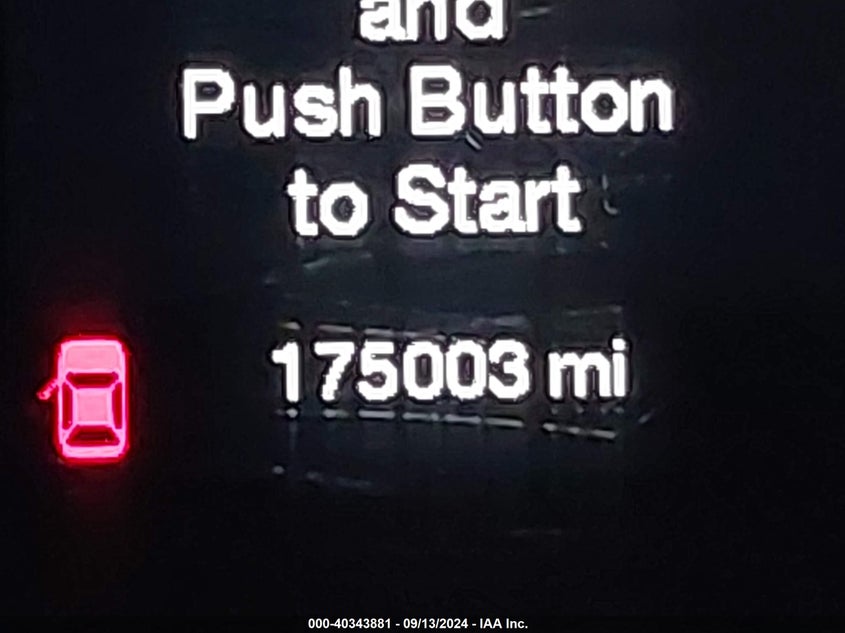 and
Push Button
to Start
175003 mi
000-40343881 - 09/13/2024 - IAA Inc.